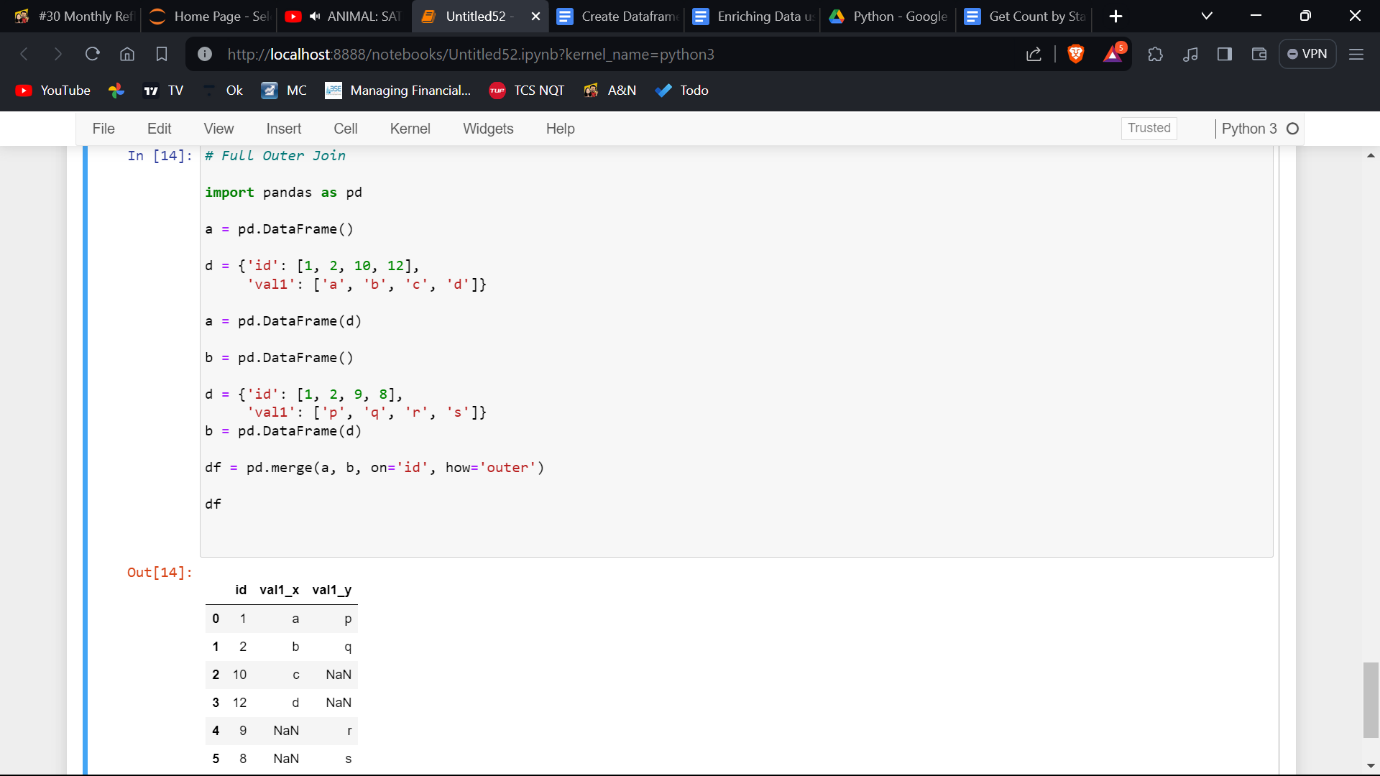 #30 Monthly Ref Home Page - Sel ANIMAL: SAT Untitled52 - Create Datafram Enriching Data u Python - Google Get Count by Sta
http://localhost:8888/notebooks/Untitled52.ipynb?kernel_name=python3 5 VPN
YouTube TV Ok MC Managing Financial... TCS NQT A&N Todo
File Edit View Insert Cell Kernel Widgets Help Trusted Python 3
In [14]: # Full Outer Join
import pandas as pd
a = pd.DataFrame()
d = {'id': [1, 2, 10, 12],
'val1': ['a', 'b', 'c', 'd']}
a = pd.DataFrame(d)
b = pd.DataFrame()
d = {'id': [1, 2, 9, 8],
'val1': ['p', 'q', 'r', 's']}
b = pd.DataFrame(d)
df = pd.merge(a, b, on='id', how='outer')
df
Out[14]:
id val1_x val1_y
0 1 a p
1 2 b q
2 10 c NaN
3 12 d NaN
4 9 NaN r
5 8 NaN s